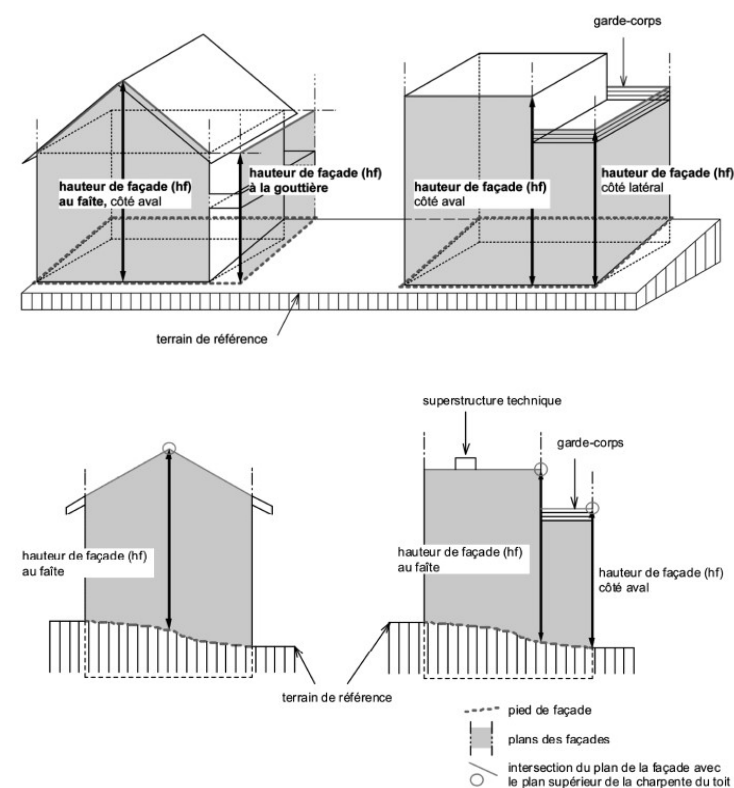 garde-corps
hauteur de façade (hf)
au faîte, côté aval
hauteur de façade (hf)
à la gouttière
hauteur de façade (hf)
côté aval
hauteur de façade (hf)
côté latéral
terrain de référence
superstructure technique
garde-corps
hauteur de façade (hf)
au faîte
hauteur de façade (hf)
au faîte
hauteur de façade (hf)
côté aval
terrain de référence
pied de façade
plans des façades
intersection du plan de la façade avec
le plan supérieur de la charpente du toit